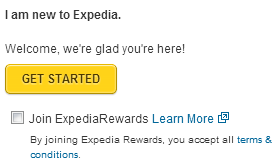 I am new to Expedia.
Welcome, we're glad you're here!
GET STARTED
Join ExpediaRewards Learn More
By joining Expedia Rewards, you accept all terms &
conditions.